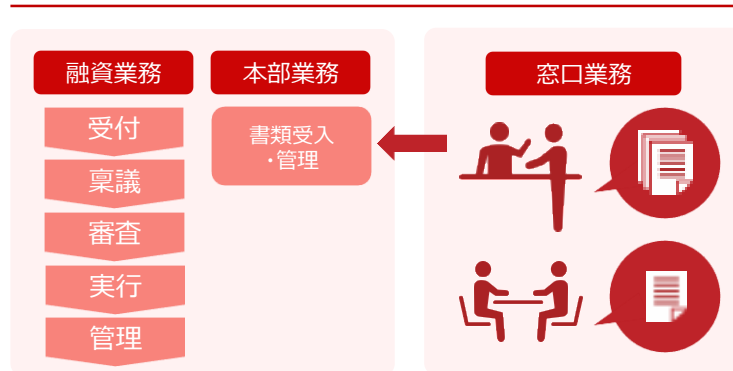 融資業務
受付
稟議
審査
実行
管理
本部業務
書類受入
・管理
窓口業務